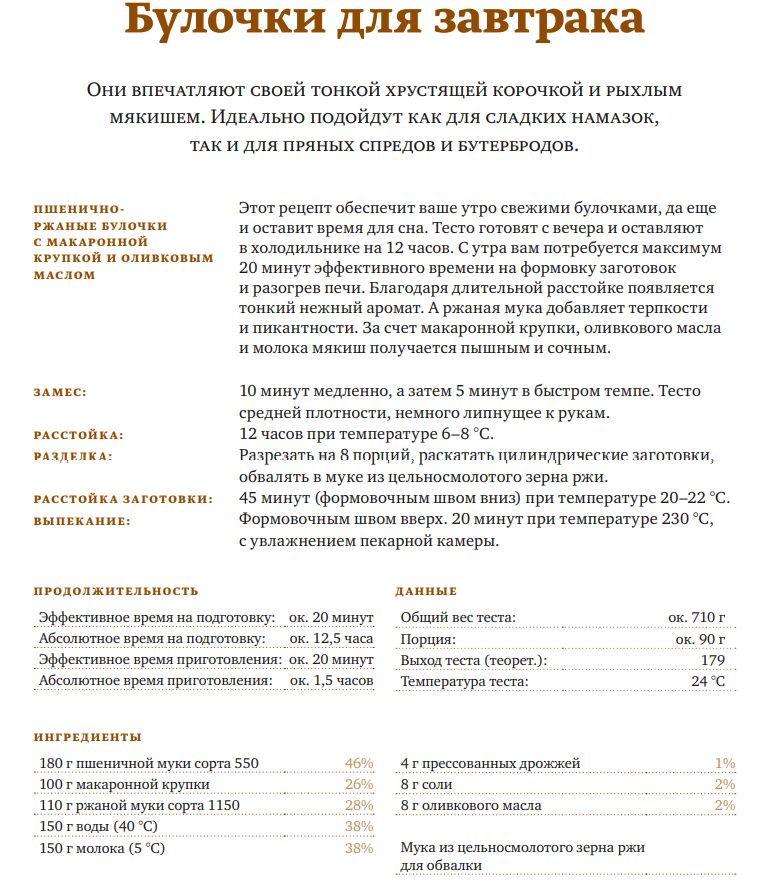 Булочки для завтрака
Они впечатляют своей тонкой хрустящей корочкой и рыхлым
мякишем. Идеально подойдут как для сладких намазок,
так и для пряных спредов и бутербродов.
ПШЕНИЧНО-
РЖАНЫЕ БУЛОЧКИ
С МАКАРОННОЙ
КРУПКОЙ И ОЛИВКОВЫМ
МАСЛОМ
Этот рецепт обеспечит ваше утро свежими булочками, да еще
и оставит время для сна. Тесто готовят с вечера и оставляют
в холодильнике на 12 часов. С утра вам потребуется максимум
20 минут эффективного времени на формовку заготовок
и разогрев печи. Благодаря длительной расстойке появляется
тонкий нежный аромат. А ржаная мука добавляет терпкости
и пикантности. За счет макаронной крупки, оливкового масла
и молока мякиш получается пышным и сочным.
ЗАМЕС: 10 минут медленно, а затем 5 минут в быстром темпе. Тесто
средней плотности, немного липнущее к рукам.
РАССТОЙКА: 12 часов при температуре 6–8 °C.
РАЗДЕЛКА: Разрезать на 8 порций, раскатать цилиндрические заготовки,
обвалять в муке из цельносмолотого зерна ржи.
РАССТОЙКА ЗАГОТОВКИ: 45 минут (формовочным швом вниз) при температуре 20–22 °C.
ВЫПЕКАНИЕ: Формовочным швом вверх. 20 минут при температуре 230 °C,
с увлажнением пекарной камеры.
ПРОДОЛЖИТЕЛЬНОСТЬ
Эффективное время на подготовку: ок. 20 минут
Абсолютное время на подготовку: ок. 12,5 часа
Эффективное время приготовления: ок. 20 минут
Абсолютное время приготовления: ок. 1,5 часов
ДАННЫЕ
Общий вес теста: ок. 710 г
Порция: ок. 90 г
Выход теста (теорет.): 179
Температура теста: 24 °C
ИНГРЕДИЕНТЫ
180 г пшеничной муки сорта 550 46%
100 г макаронной крупки 26%
110 г ржаной муки сорта 1150 28%
150 г воды (40 °C) 38%
150 г молока (5 °C) 38%
4 г прессованных дрожжей 1%
8 г соли 2%
8 г оливкового масла 2%
Мука из цельносмолотого зерна ржи
для обвалки